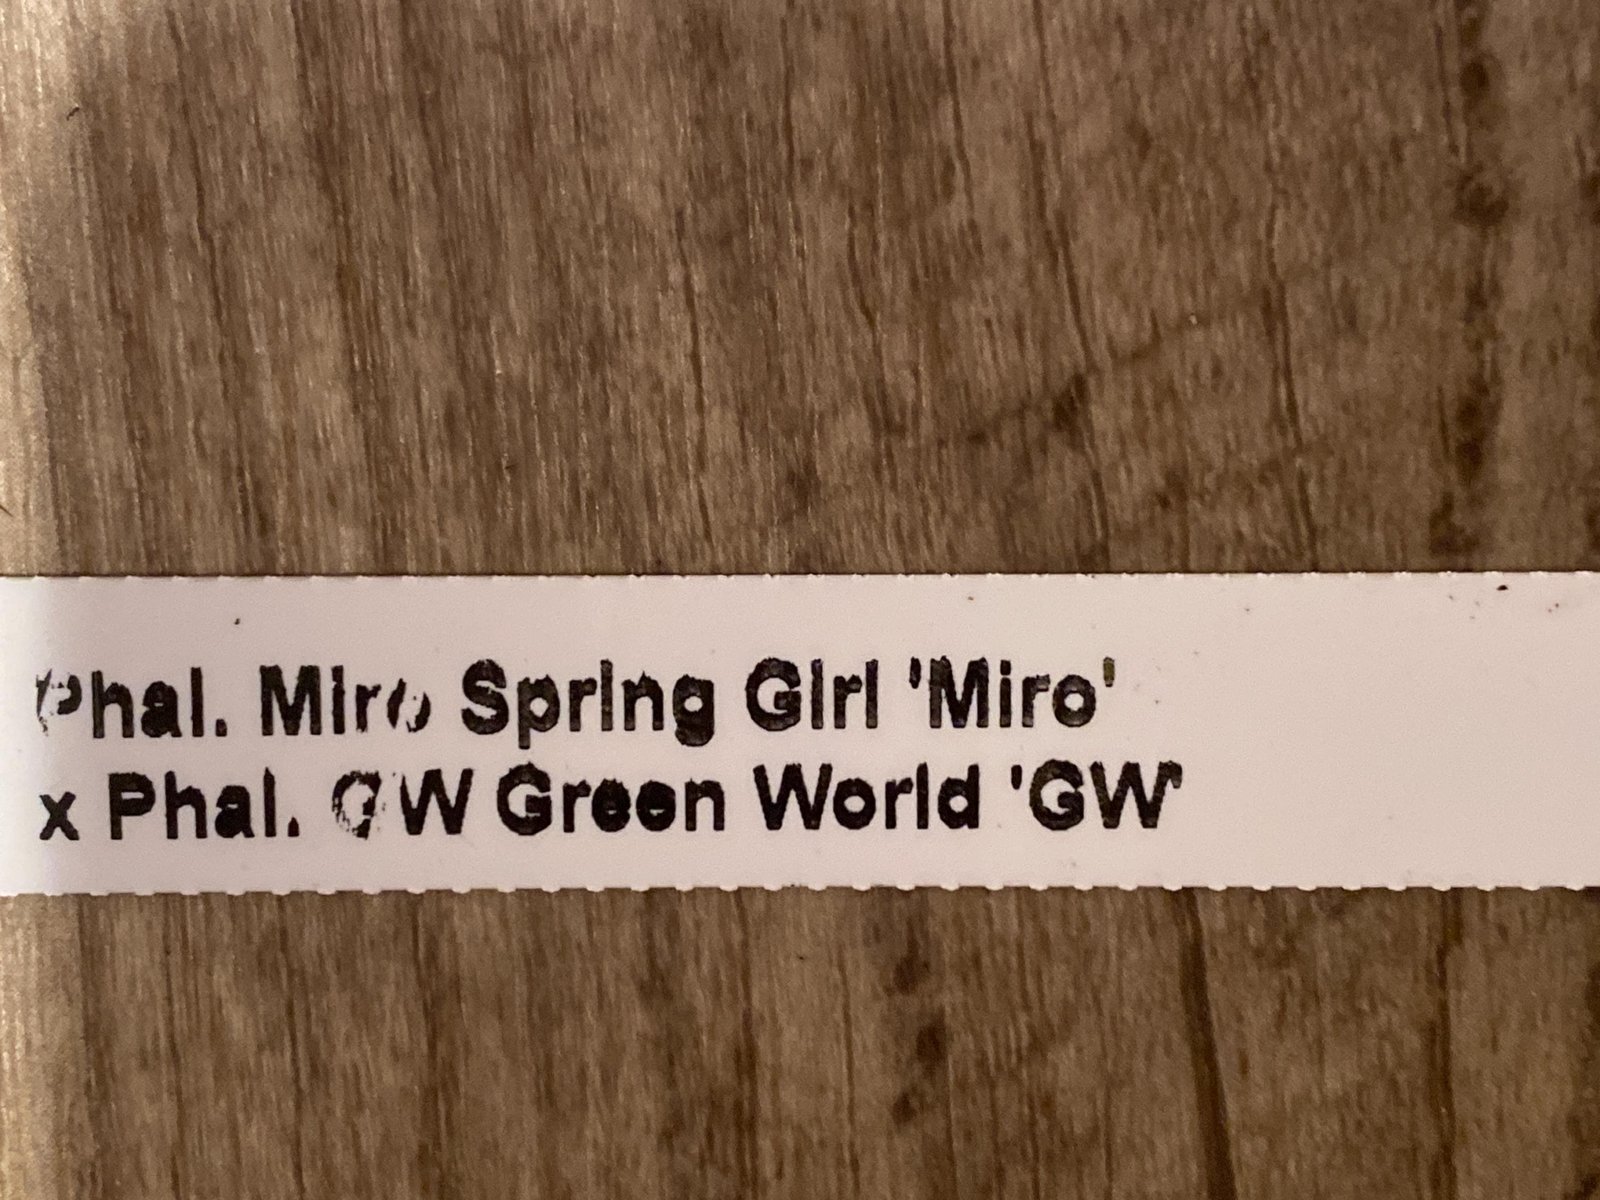 Phal. Miro Spring Girl 'Miro'
x Phal. GW Green World 'GW'